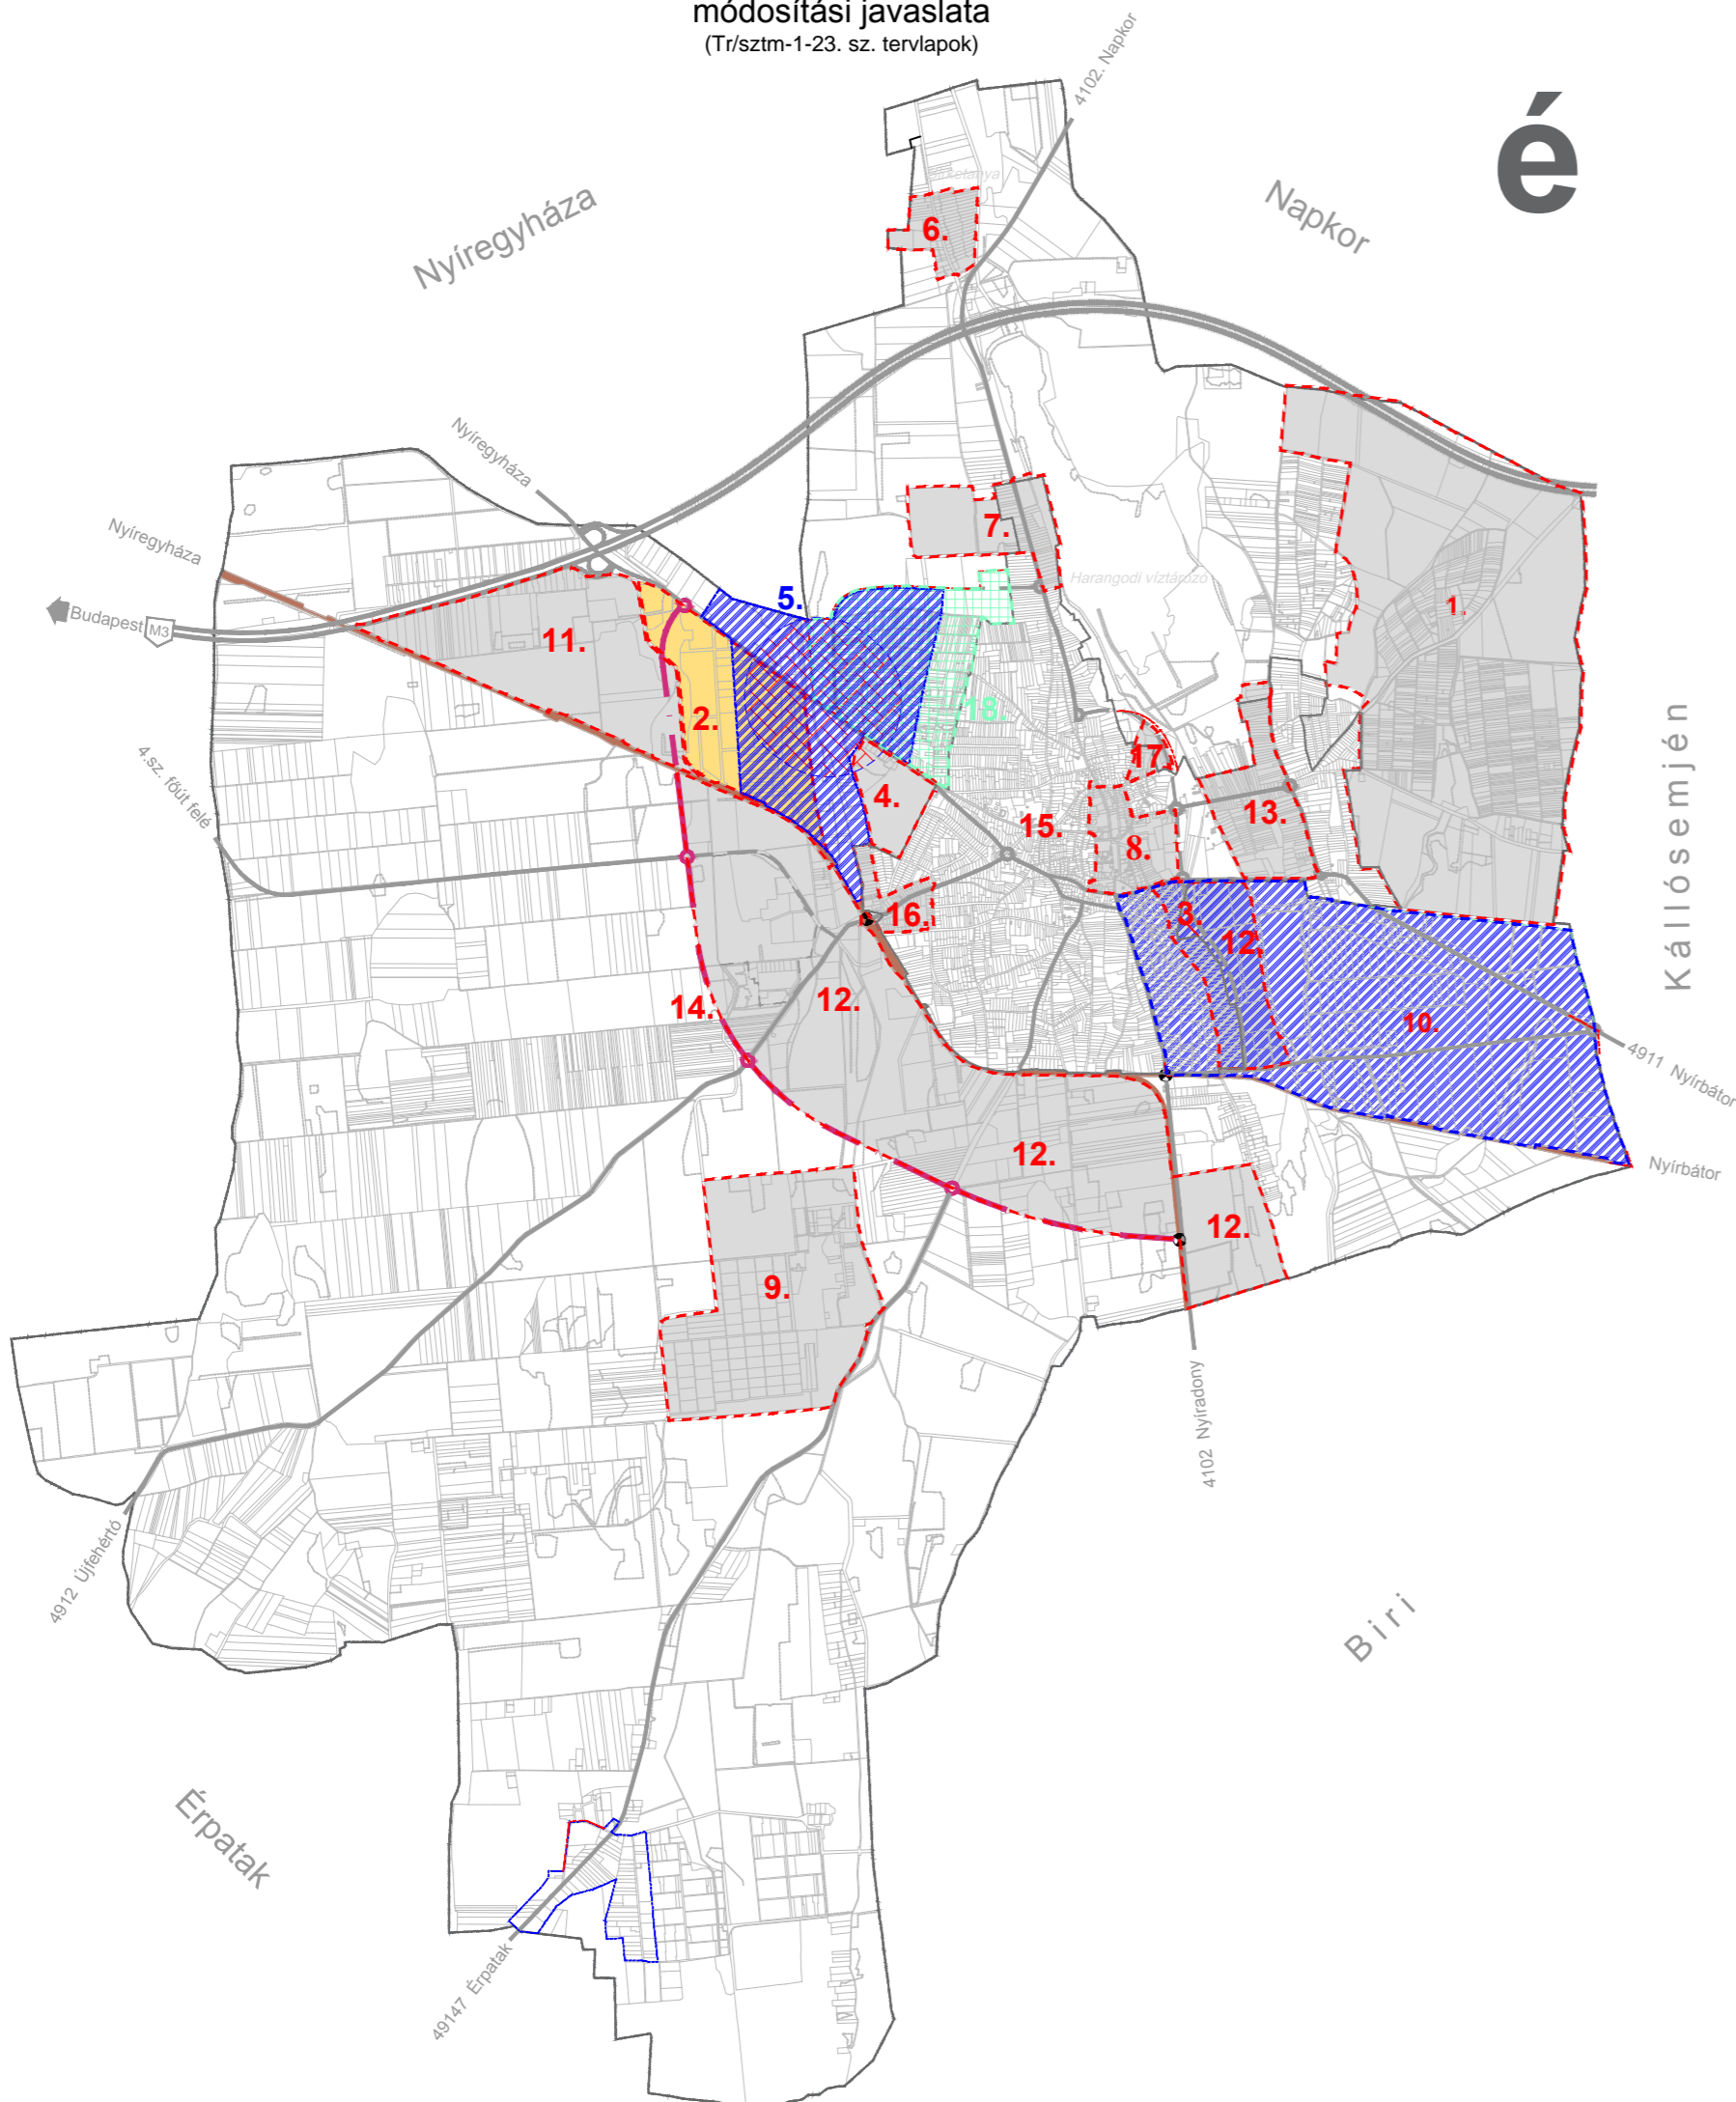 módosítási javaslata
(Tr/sztm-1-23. sz. tervlapok)
4102. Napkor
é
Nyíregyháza
Napkor
6.
Nyíregyháza
Nyíregyháza
7.
Harangodi víztározó
Budapest M3
5.
1.
11.
2.
18.
Kállósemjén
17.
4.sz. főút felé
4.
15.
13.
8.
16.
3.
12.
12.
14.
10.
4911 Nyírbátor
12.
Nyírbátor
12.
9.
4102 Nyíradony
4912 Újfehértó
Biri
Érpatak
49147 Érpatak